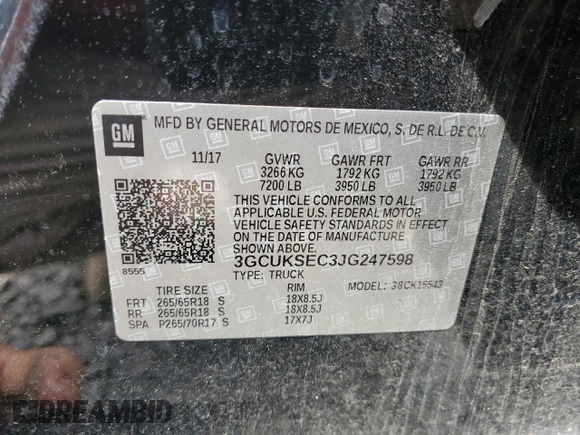 GM MFD BY GENERAL MOTORS DE MEXICO, S. DE R.L. DE C.V.
11/17 GVWR GAWR FRT GAWR RR
3266 KG 1792 KG 1792 KG
7200 LB 3950 LB 3950 LB
THIS VEHICLE CONFORMS TO ALL
APPLICABLE U.S. FEDERAL MOTOR
VEHICLE SAFETY STANDARDS IN EFFECT
ON THE DATE OF MANUFACTURE SHOWN ABOVE.
8555 3GCUKSEC3JG247598
TYPE: TRUCK
TIRE SIZE RIM MODEL: 38CK15543
FRT 265/65R18 S 18X8.5J
RR 265/65R18 S 18X8.5J
SPA P265/70R17 S 17X7J
DREAMBID